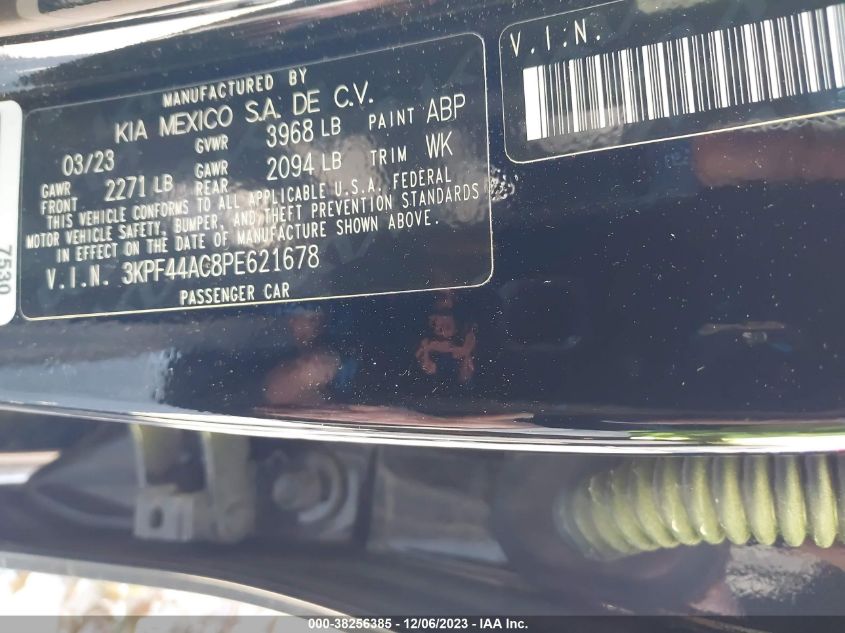 MANUFACTURED BY
KIA MEXICO S.A. DE C.V.
03/23 GVWR 3968 LB PAINT ABP
GAWR FRONT 2271 LB GAWR REAR 2094 LB TRIM WK
THIS VEHICLE CONFORMS TO ALL APPLICABLE U.S.A. FEDERAL
MOTOR VEHICLE SAFETY, BUMPER, AND THEFT PREVENTION STANDARDS
IN EFFECT ON THE DATE OF MANUFACTURE SHOWN ABOVE.
V.I.N. 3KPF44AC8PE621678
PASSENGER CAR
V.I.N.
7530
000-38256385 - 12/06/2023 - IAA Inc.